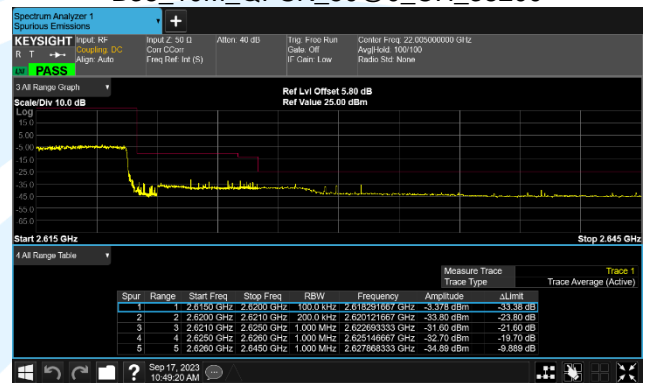 Spectrum Analyzer 1
Spurious Emissions
+
KEYSIGHT Input: RF Input Z: 50 Ω Atten: 40 dB Trig: Free Run Center Freq: 22.005000000 GHz
R T Coupling: DC Corr CCorr Gate: Off Avg|Hold: 100/100
Align: Auto Freq Ref: Int (S) IF Gain: Low Radio Std: None
PASS
3 All Range Graph Ref Lvl Offset 5.80 dB
Scale/Div 10.0 dB Ref Value 25.00 dBm
Log
15.0
5.00
-5.00
-15.0
-25.0
-35.0
-45.0
-55.0
-65.0
Start 2.615 GHz Stop 2.645 GHz
4 All Range Table
Measure Trace Trace 1
Trace Type Trace Average (Active)
Spur Range Start Freq Stop Freq RBW Frequency Amplitude ΔLimit
1 1 2.6150 GHz 2.6200 GHz 100.0 kHz 2.618291667 GHz -3.378 dBm -33.38 dB
2 2 2.6200 GHz 2.6210 GHz 200.0 kHz 2.620121667 GHz -33.80 dBm -23.80 dB
3 3 2.6210 GHz 2.6250 GHz 1.000 MHz 2.622693333 GHz -31.60 dBm -21.60 dB
4 4 2.6250 GHz 2.6260 GHz 1.000 MHz 2.625146667 GHz -32.70 dBm -19.70 dB
5 5 2.6260 GHz 2.6450 GHz 1.000 MHz 2.627868333 GHz -34.89 dBm -9.889 dB
? Sep 17, 2023
10:49:20 AM